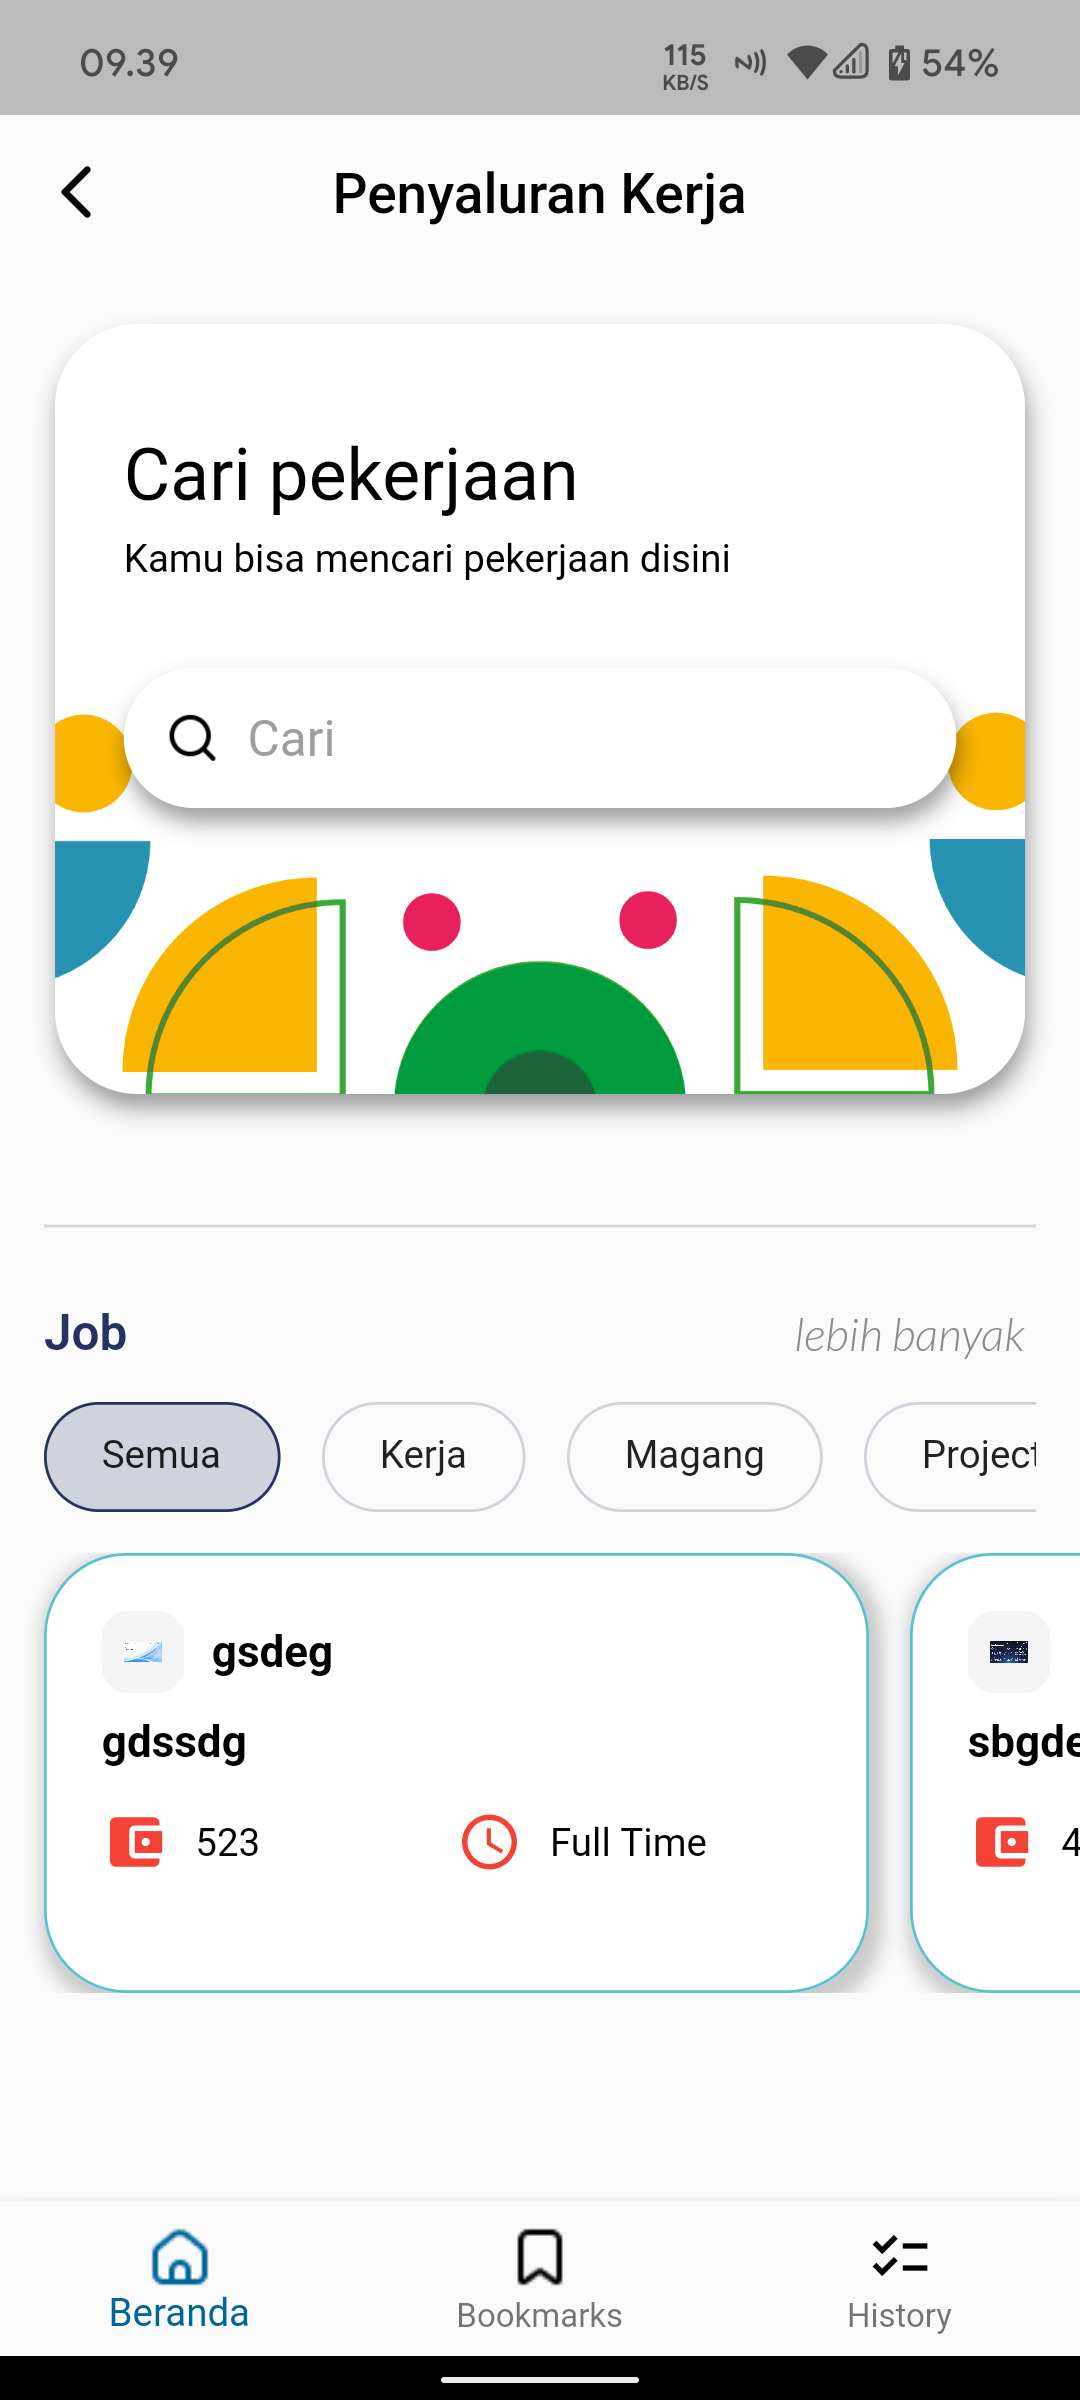 09.39
115
KB/S
54%
Penyaluran Kerja
Cari pekerjaan
Kamu bisa mencari pekerjaan disini
Cari
Job
lebih banyak
Semua
Kerja
Magang
Project
gsdeg
gdssdg
sbgde
523
Full Time
4
Beranda
Bookmarks
History